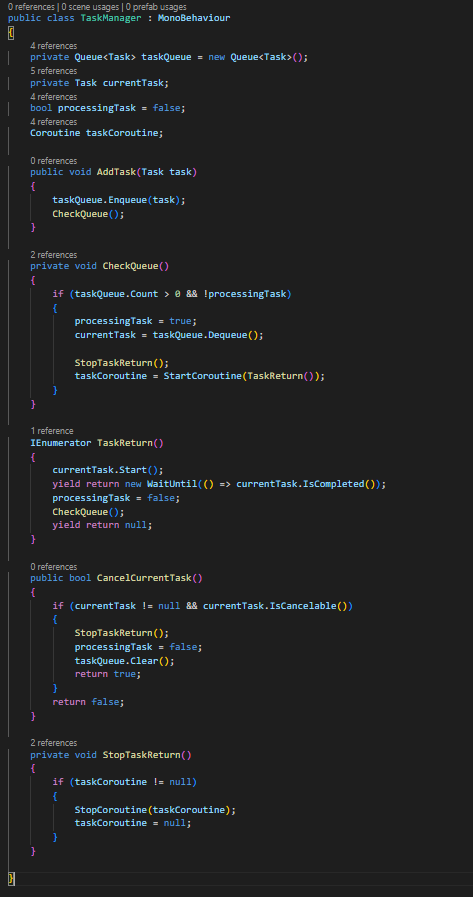 0 references | 0 scene usages | 0 prefab usages
public class TaskManager : MonoBehaviour
{
4 references
private Queue<Task> taskQueue = new Queue<Task>();
5 references
private Task currentTask;
4 references
bool processingTask = false;
4 references
Coroutine taskCoroutine;
0 references
public void AddTask(Task task)
{
taskQueue.Enqueue(task);
CheckQueue();
}
2 references
private void CheckQueue()
{
if (taskQueue.Count > 0 && !processingTask)
{
processingTask = true;
currentTask = taskQueue.Dequeue();
StopTaskReturn();
taskCoroutine = StartCoroutine(TaskReturn());
}
}
1 reference
IEnumerator TaskReturn()
{
currentTask.Start();
yield return new WaitUntil(() => currentTask.IsCompleted());
processingTask = false;
CheckQueue();
yield return null;
}
0 references
public bool CancelCurrentTask()
{
if (currentTask != null && currentTask.IsCancelable())
{
StopTaskReturn();
processingTask = false;
taskQueue.Clear();
return true;
}
return false;
}
2 references
private void StopTaskReturn()
{
if (taskCoroutine != null)
{
StopCoroutine(taskCoroutine);
taskCoroutine = null;
}
}
}